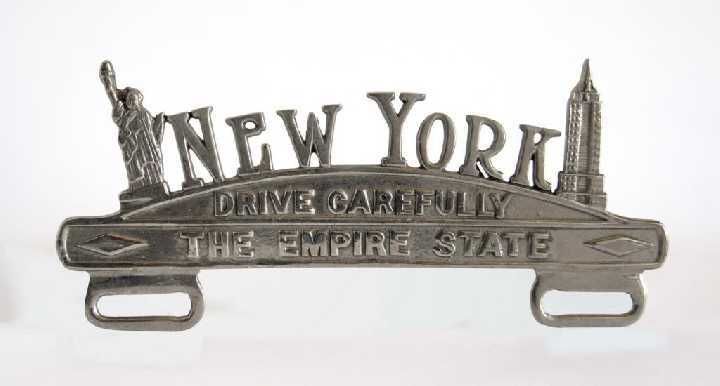 NEW YORK
DRIVE CAREFULLY
THE EMPIRE STATE